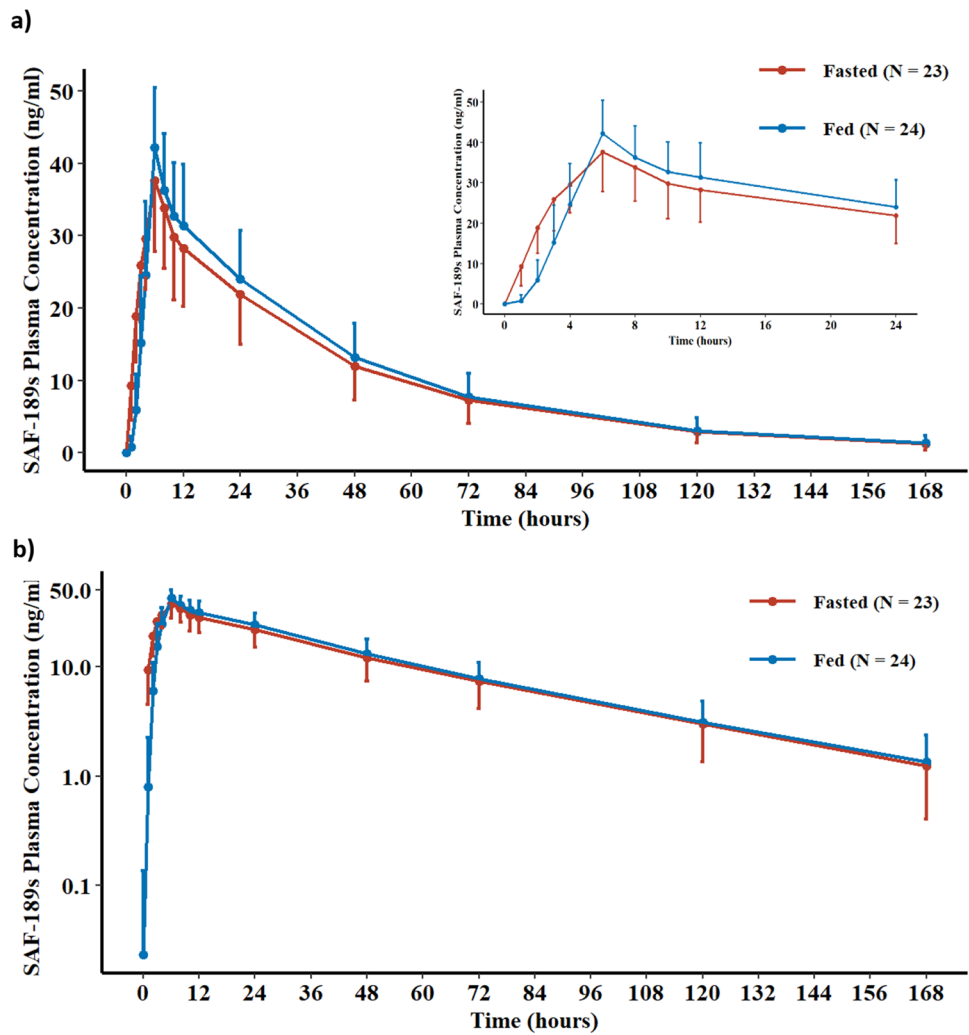 a)
SAF-189s Plasma Concentration (ng/ml)
50
40
30
20
10
0
0 12 24 36 48 60 72 84 96 108 120 132 144 156 168
Time (hours)
Fasted (N = 23)
Fed (N = 24)
SAF-189s Plasma Concentration (ng/ml)
50
40
30
20
10
0
0 4 8 12 16 20 24
Time (hours)
b)
SAF-189s Plasma Concentration (ng/ml
50.0
10.0
1.0
0.1
0 12 24 36 48 60 72 84 96 108 120 132 144 156 168
Time (hours)
Fasted (N = 23)
Fed (N = 24)